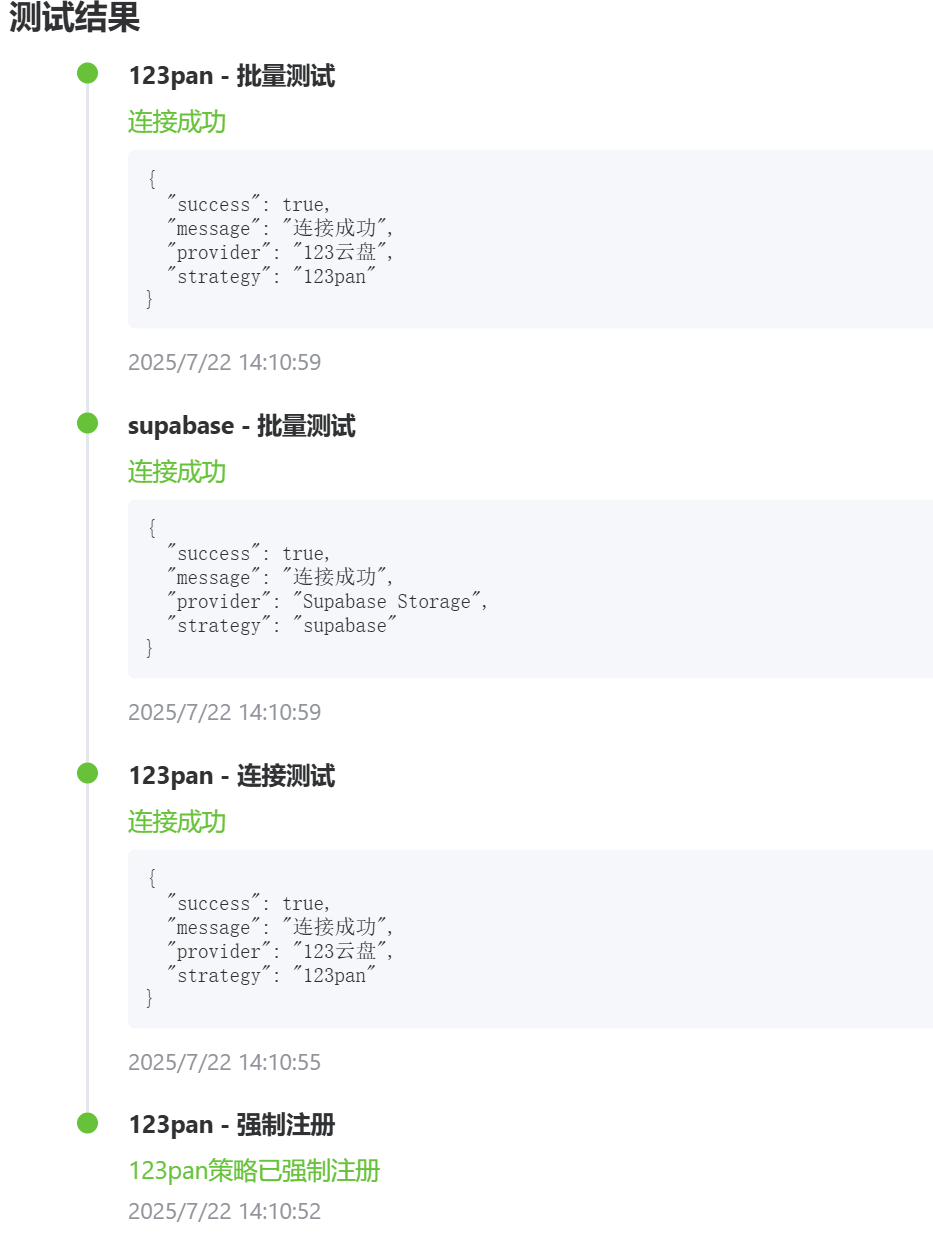 测试结果
123pan - 批量测试
连接成功
{
  "success": true,
  "message": "连接成功",
  "provider": "123云盘",
  "strategy": "123pan"
}
2025/7/22 14:10:59
supabase - 批量测试
连接成功
{
  "success": true,
  "message": "连接成功",
  "provider": "Supabase Storage",
  "strategy": "supabase"
}
2025/7/22 14:10:59
123pan - 连接测试
连接成功
{
  "success": true,
  "message": "连接成功",
  "provider": "123云盘",
  "strategy": "123pan"
}
2025/7/22 14:10:55
123pan - 强制注册
123pan策略已强制注册
2025/7/22 14:10:52